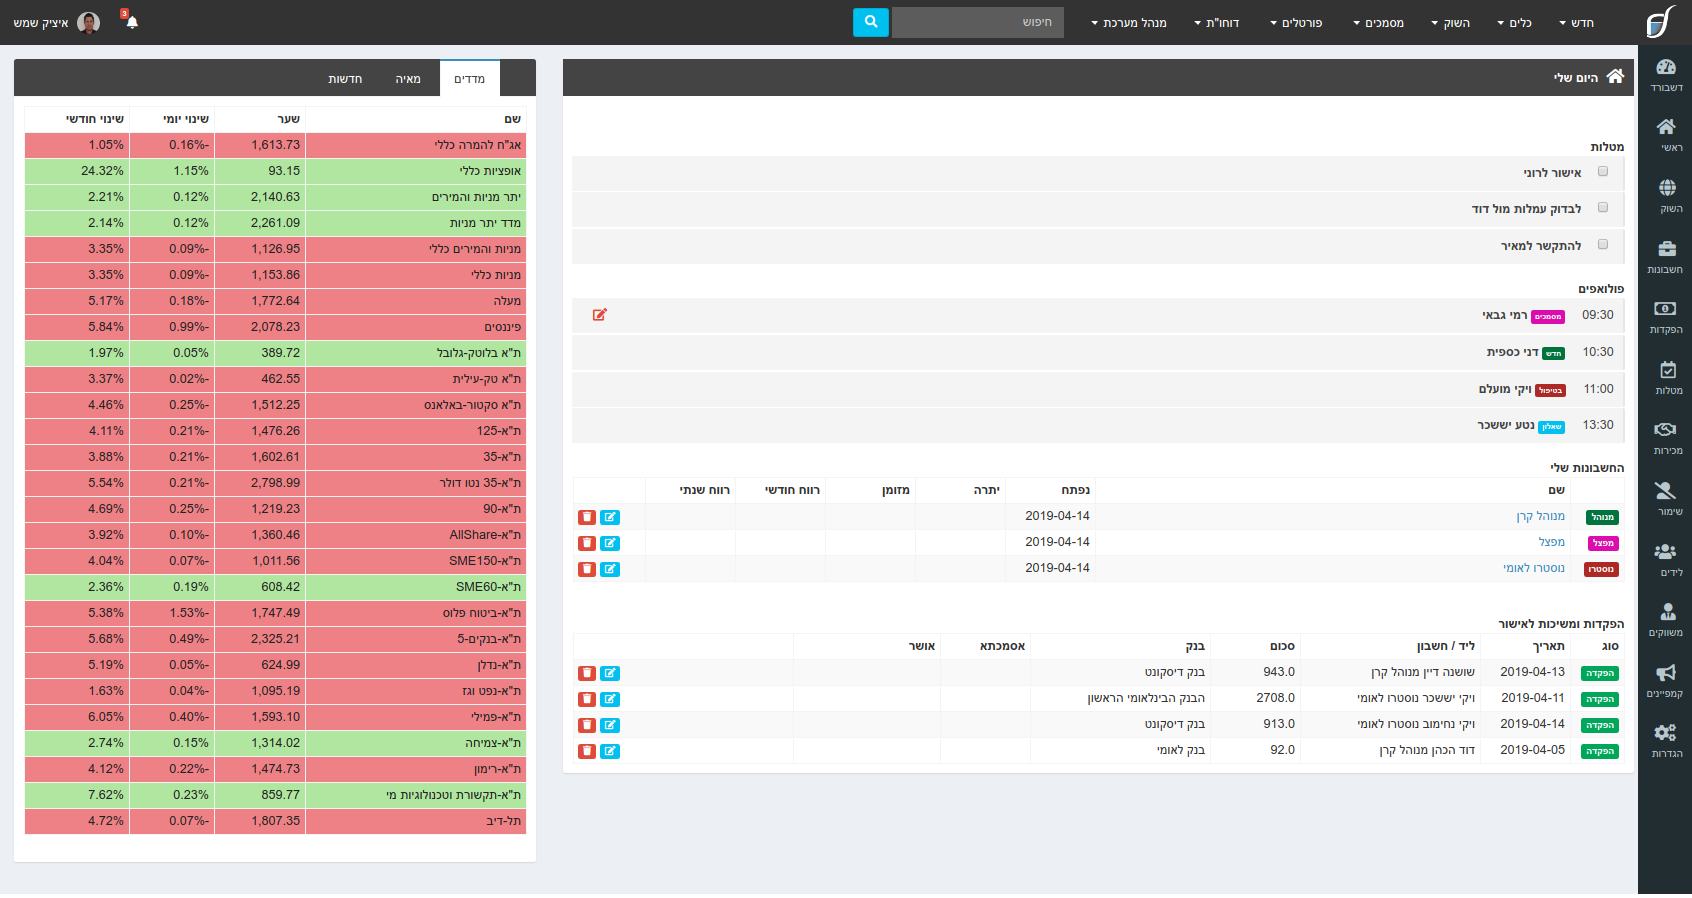 חדש
כלים
השוק
מסמכים
פורטלים
דוחו"ת
מנהל מערכת
חיפוש
3
איציק שמש
דשבורד
ראשי
השוק
חשבונות
הפקדות
מטלות
מכירות
שימור
לידים
משווקים
קמפיינים
הגדרות
היום שלי
מטלות
אישור לרוני
לבדוק עמלות מול דוד
להתקשר למאיר
פולואפים
09:30 מסמכים רמי גבאי
10:30 חדש דני כספית
11:00 בטיפול ויקי מועלם
13:30 שאלון נטע יששכר
החשבונות שלי
שם נפתח יתרה מזומן רווח חודשי רווח שנתי
מנוהל מנוהל קרן 2019-04-14
מפצל מפצל 2019-04-14
נוסטרו נוסטרו לאומי 2019-04-14
הפקדות ומשיכות לאישור
סוג תאריך ליד / חשבון סכום בנק אסמכתא אושר
הפקדה 2019-04-13 שושנה דיין מנוהל קרן 943.0 בנק דיסקונט
הפקדה 2019-04-11 ויקי יששכר נוסטרו לאומי 2708.0 הבנק הבינלאומי הראשון
הפקדה 2019-04-14 ויקי נחימוב נוסטרו לאומי 913.0 בנק דיסקונט
הפקדה 2019-04-05 דוד הכהן מנוהל קרן 92.0 בנק לאומי
מדדים מאיה חדשות
שם שער שינוי יומי שינוי חודשי
אג"ח להמרה כללי 1,613.73 0.16%- 1.05%
אופציות כללי 93.15 1.15% 24.32%
יתר מניות והמירים 2,140.63 0.12% 2.21%
מדד יתר מניות 2,261.09 0.12% 2.14%
מניות והמירים כללי 1,126.95 0.09%- 3.35%
מניות כללי 1,153.86 0.09%- 3.35%
מעלה 1,772.64 0.18%- 5.17%
פיננסים 2,078.23 0.99%- 5.84%
ת"א בלוטק-גלובל 389.72 0.05% 1.97%
ת"א טק-עילית 462.55 0.02%- 3.37%
ת"א סקטור-באלאנס 1,512.25 0.25%- 4.46%
ת"א-125 1,476.26 0.21%- 4.11%
ת"א-35 1,602.61 0.21%- 3.88%
ת"א-35 נטו דולר 2,798.99 0.21%- 5.54%
ת"א-90 1,219.23 0.25%- 4.69%
ת"א-AllShare 1,360.46 0.10%- 3.92%
ת"א-SME150 1,011.56 0.07%- 4.04%
ת"א-SME60 608.42 0.19% 2.36%
ת"א-ביטוח פלוס 1,747.49 1.53%- 5.38%
ת"א-בנקים-5 2,325.21 0.49%- 5.68%
ת"א-נדלן 624.99 0.05%- 5.19%
ת"א-נפט וגז 1,095.19 0.04%- 1.63%
ת"א-פמילי 1,593.10 0.40%- 6.05%
ת"א-צמיחה 1,314.02 0.15% 2.74%
ת"א-רימון 1,474.73 0.22%- 4.12%
ת"א-תקשורת וטכנולוגיות מי 859.77 0.23% 7.62%
תל-דיב 1,807.35 0.07%- 4.72%